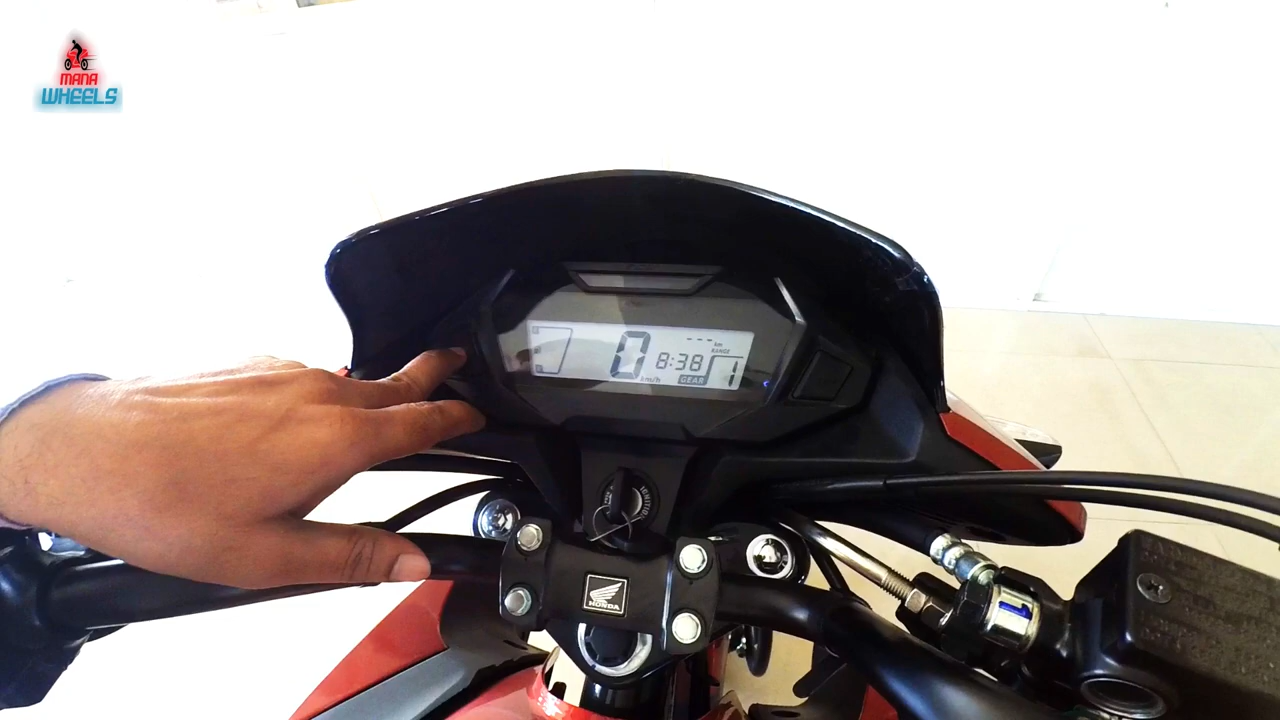 MANA
WHEELS
0
km/h
8:38
GEAR
---- km
RANGE
1
HONDA